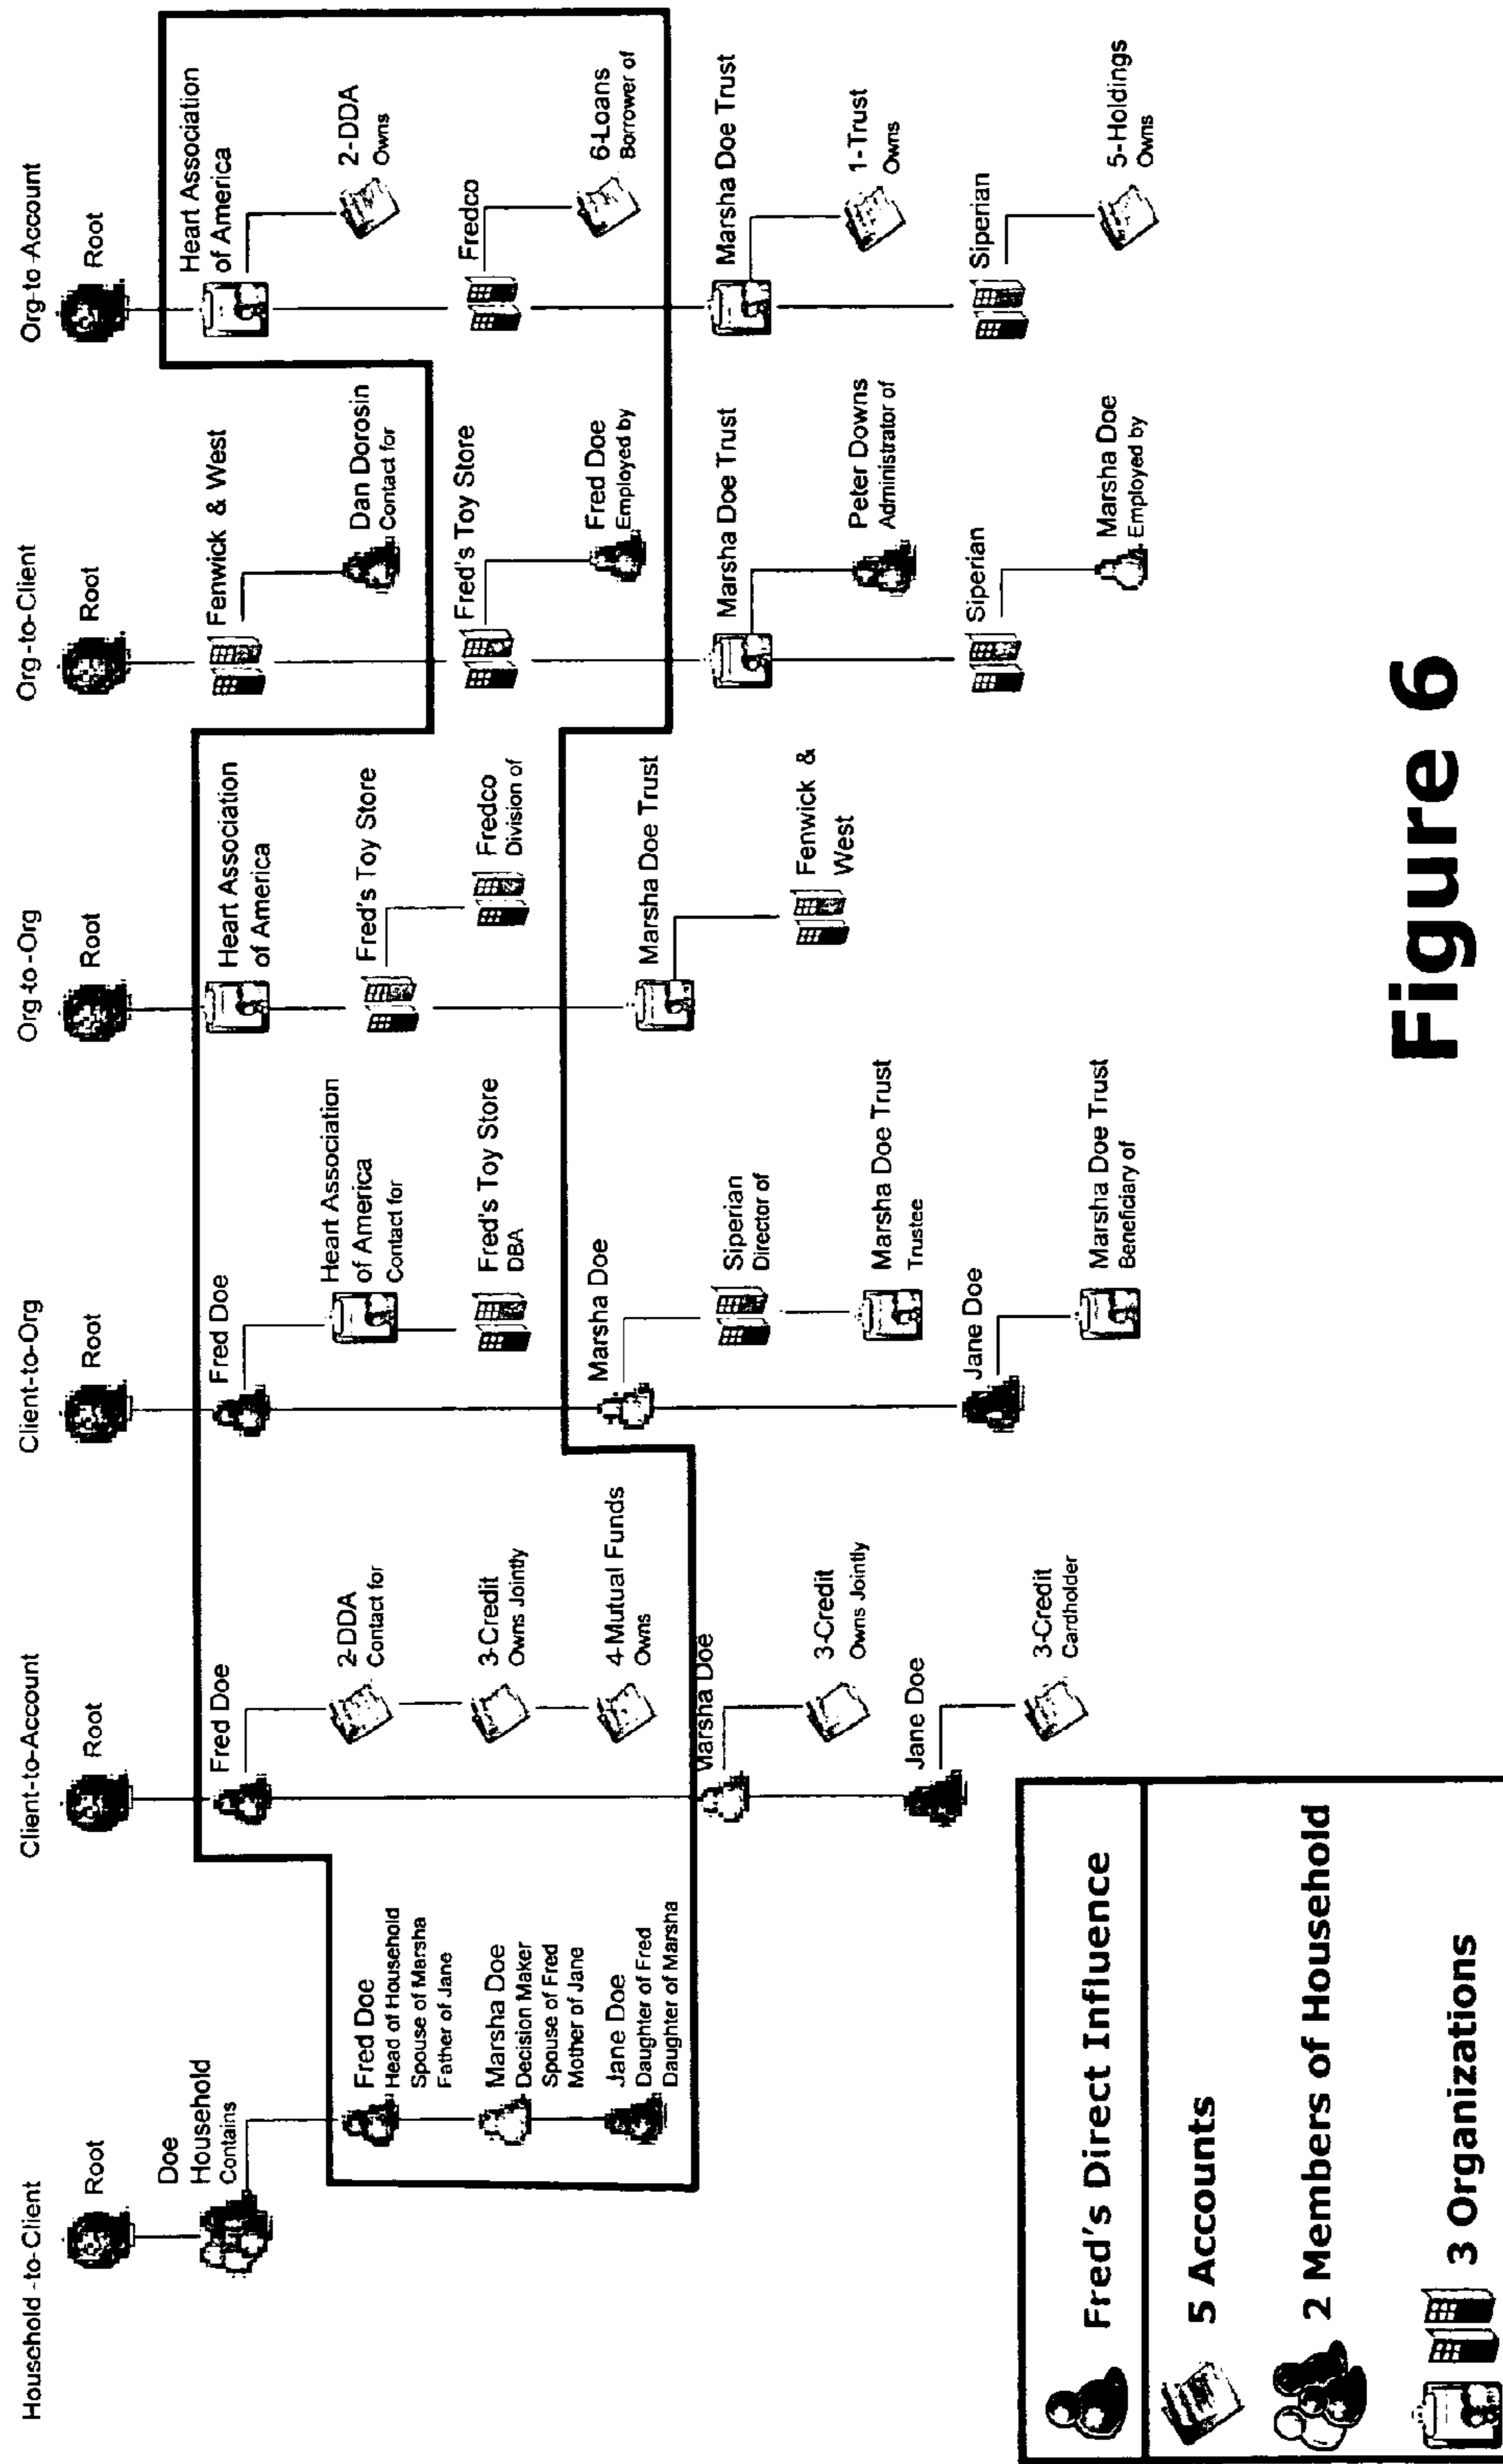 Household-to-Client
Root
Doe
Household
Contains
Fred Doe
Head of Household
Spouse of Marsha
Father of Jane
Marsha Doe
Decision Maker
Spouse of Fred
Mother of Jane
Jane Doe
Daughter of Fred
Daughter of Marsha
Client-to-Account
Root
Fred Doe
2-DDA
Contact for
3-Credit
Owns Jointly
4-Mutual Funds
Owns
Marsha Doe
3-Credit
Owns Jointly
Jane Doe
3-Credit
Cardholder
Client-to-Org
Root
Fred Doe
Heart Association
of America
Contact for
Fred's Toy Store
DBA
Marsha Doe
Siperian
Director of
Marsha Doe Trust
Trustee
Jane Doe
Marsha Doe Trust
Beneficiary of
Org-to-Org
Root
Heart Association
of America
Fred's Toy Store
Fredco
Division of
Marsha Doe Trust
Fenwick &
West
Org-to-Client
Root
Fenwick & West
Dan Dorosin
Contact for
Fred's Toy Store
Fred Doe
Employed by
Marsha Doe Trust
Peter Downs
Administrator of
Siperian
Marsha Doe
Employed by
Org-to-Account
Root
Heart Association
of America
2-DDA
Owns
Fredco
6-Loans
Borrower of
Marsha Doe Trust
1-Trust
Owns
Siperian
5-Holdings
Owns
Fred's Direct Influence
5 Accounts
2 Members of Household
3 Organizations
Figure 6